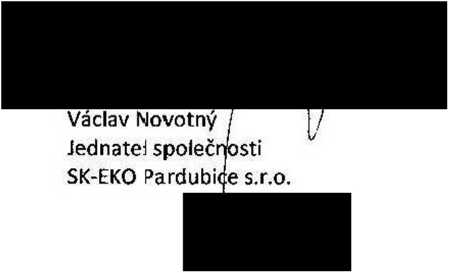 Václav Novotný
Jednatel společnosti
SK-EKO Pardubice s.r.o.